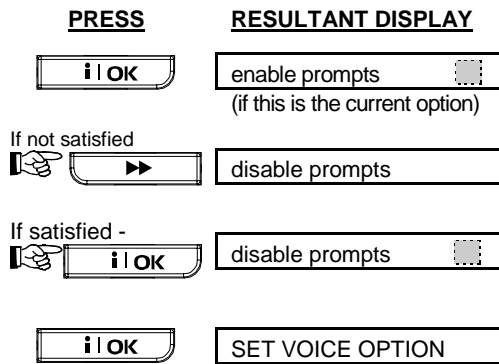 PRESS RESULTANT DISPLAY
i OK enable prompts
(if this is the current option)
If not satisfied
disable prompts
If satisfied -
i OK disable prompts
i OK SET VOICE OPTION